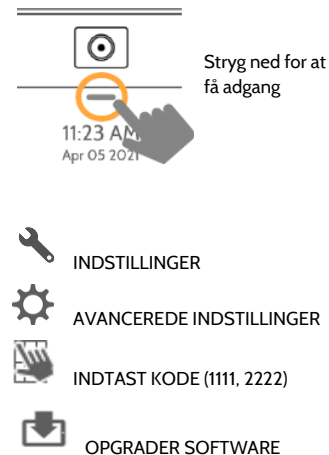 Stryg ned for at
få adgang
11:23 AM
Apr 05 2021
INDSTILLINGER
AVANCEREDE INDSTILLINGER
INDTAST KODE (1111, 2222)
OPGRADER SOFTWARE